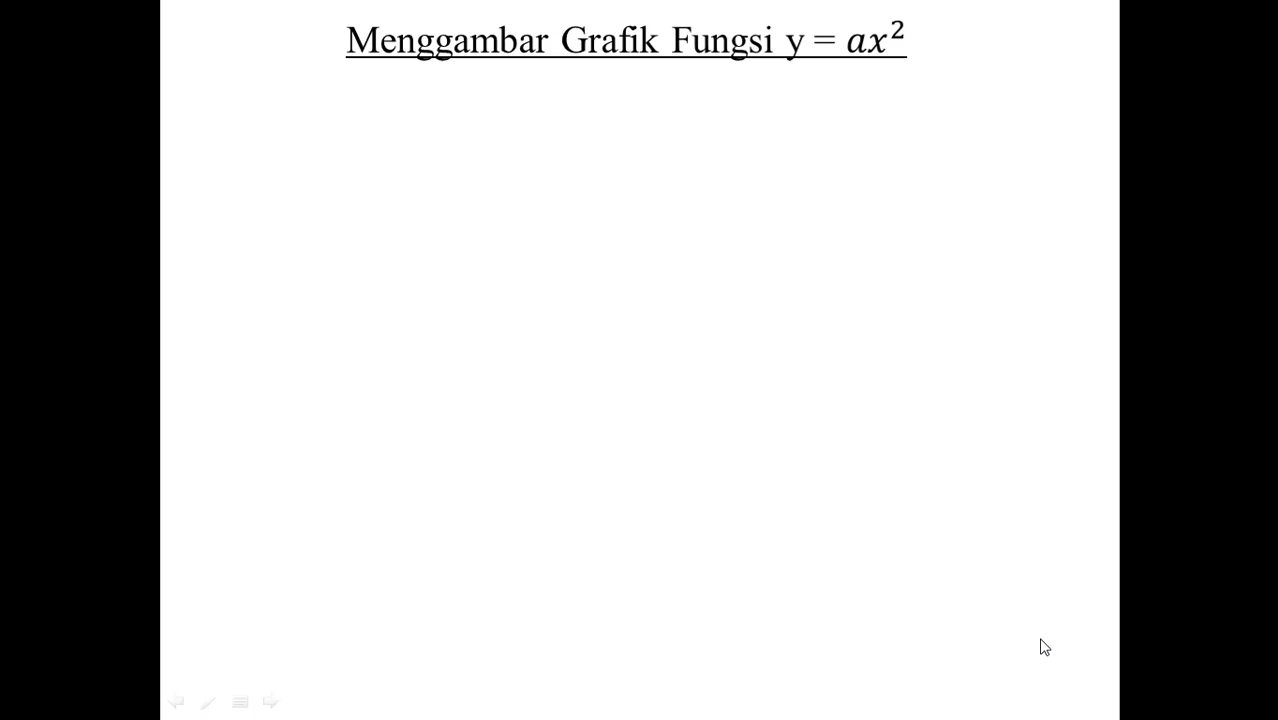 Menggambar Grafik Fungsi y = 𝑎𝑥²